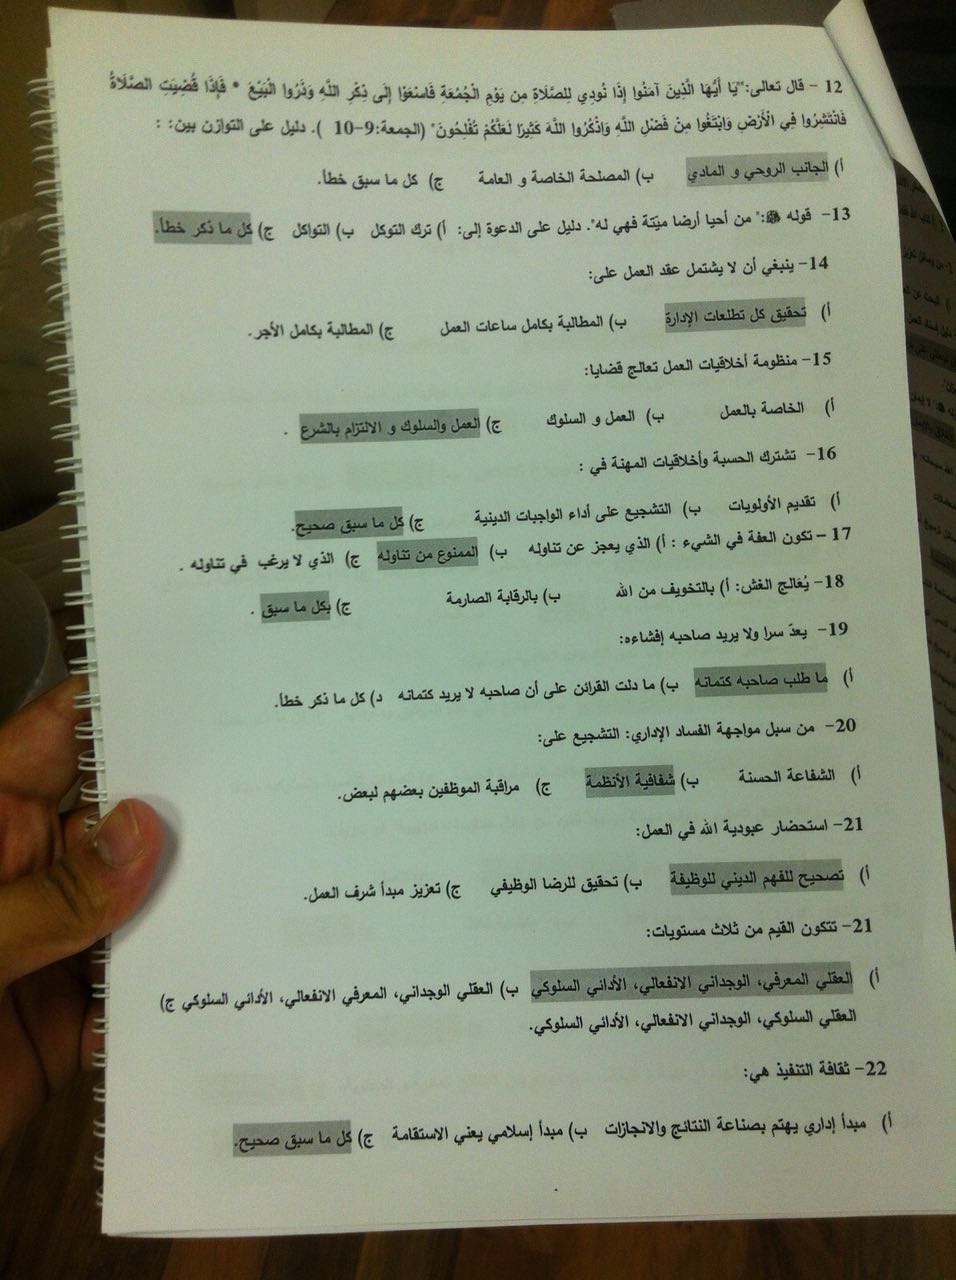 12 - قال تعالى:"يَا أَيُّهَا الَّذِينَ آمَنُوا إِذَا نُودِي لِلصَّلَاةِ مِن يَوْمِ الْجُمُعَةِ فَاسْعَوْا إِلَى ذِكْرِ اللَّهِ وَذَرُوا الْبَيْعَ * فَإِذَا قُضِيَتِ الصَّلَاةُ
فَانْتَشِرُوا فِي الْأَرْضِ وَابْتَغُوا مِنْ فَضْلِ اللَّهِ وَاذْكُرُوا اللَّهَ كَثِيرًا لَعَلَّكُمْ تُفْلِحُونَ" (الجمعة:9-10 ). دليل على التوازن بين: :
أ) الجانب الروحي و المادي ب) المصلحة الخاصة و العامة ج) كل ما سبق خطأ.
13- قوله ﷺ:" من أحيا أرضا ميّتة فهي له". دليل على الدعوة إلى: أ) ترك التوكل ب) التواكل ج) كل ما ذكر خطأ.
14- ينبغي أن لا يشتمل عقد العمل على:
أ) تحقيق كل تطلعات الإدارة ب) المطالبة بكامل ساعات العمل ج) المطالبة بكامل الأجر.
15- منظومة أخلاقيات العمل تعالج قضايا:
أ) الخاصة بالعمل ب) العمل و السلوك ج) العمل والسلوك و الالتزام بالشرع .
16- تشترك الحسبة وأخلاقيات المهنة في :
أ) تقديم الأولويات ب) التشجيع على أداء الواجبات الدينية ج) كل ما سبق صحيح.
17 - تكون العفة في الشيء : أ) الذي يعجز عن تناوله ب) الممنوع من تناوله ج) الذي لا يرغب في تناوله .
18- يُعَالج الغش: أ) بالتخويف من الله ب) بالرقابة الصارمة ج) بكل ما سبق .
19- يعدّ سرا ولا يريد صاحبه إفشاءه:
أ) ما طلب صاحبه كتمانه ب) ما دلت القرائن على أن صاحبه لا يريد كتمانه د) كل ما ذكر خطأ.
20- من سبل مواجهة الفساد الإداري: التشجيع على:
أ) الشفاعة الحسنة ب) شفافية الأنظمة ج) مراقبة الموظفين بعضهم لبعض.
21- استحضار عبودية الله في العمل:
أ) تصحيح للفهم الديني للوظيفة ب) تحقيق للرضا الوظيفي ج) تعزيز مبدأ شرف العمل.
21- تتكون القيم من ثلاث مستويات:
أ) العقلي المعرفي، الوجداني الانفعالي، الأدائي السلوكي ب) العقلي الوجداني، المعرفي الانفعالي، الأدائي السلوكي ج)
العقلي السلوكي، الوجداني الانفعالي، الأدائي السلوكي.
22- ثقافة التنفيذ هي:
أ) مبدأ إداري يهتم بصناعة النتائج والانجازات ب) مبدأ إسلامي يعني الاستقامة ج) كل ما سبق صحيح.